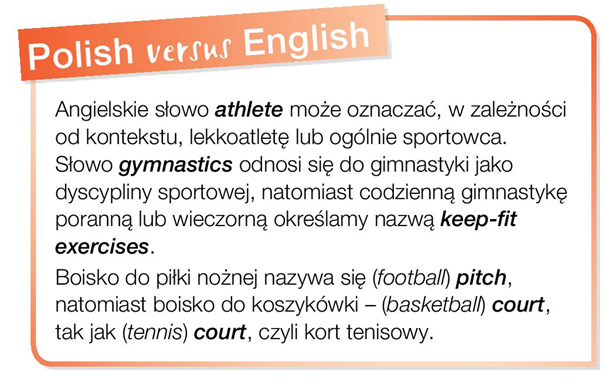 Polish versus English
Angielskie słowo athlete może oznaczać, w zależności
od kontekstu, lekkoatletę lub ogólnie sportowca.
Słowo gymnastics odnosi się do gimnastyki jako
dyscypliny sportowej, natomiast codzienną gimnastykę
poranną lub wieczorną określamy nazwą keep-fit
exercises.
Boisko do piłki nożnej nazywa się (football) pitch,
natomiast boisko do koszykówki – (basketball) court,
tak jak (tennis) court, czyli kort tenisowy.